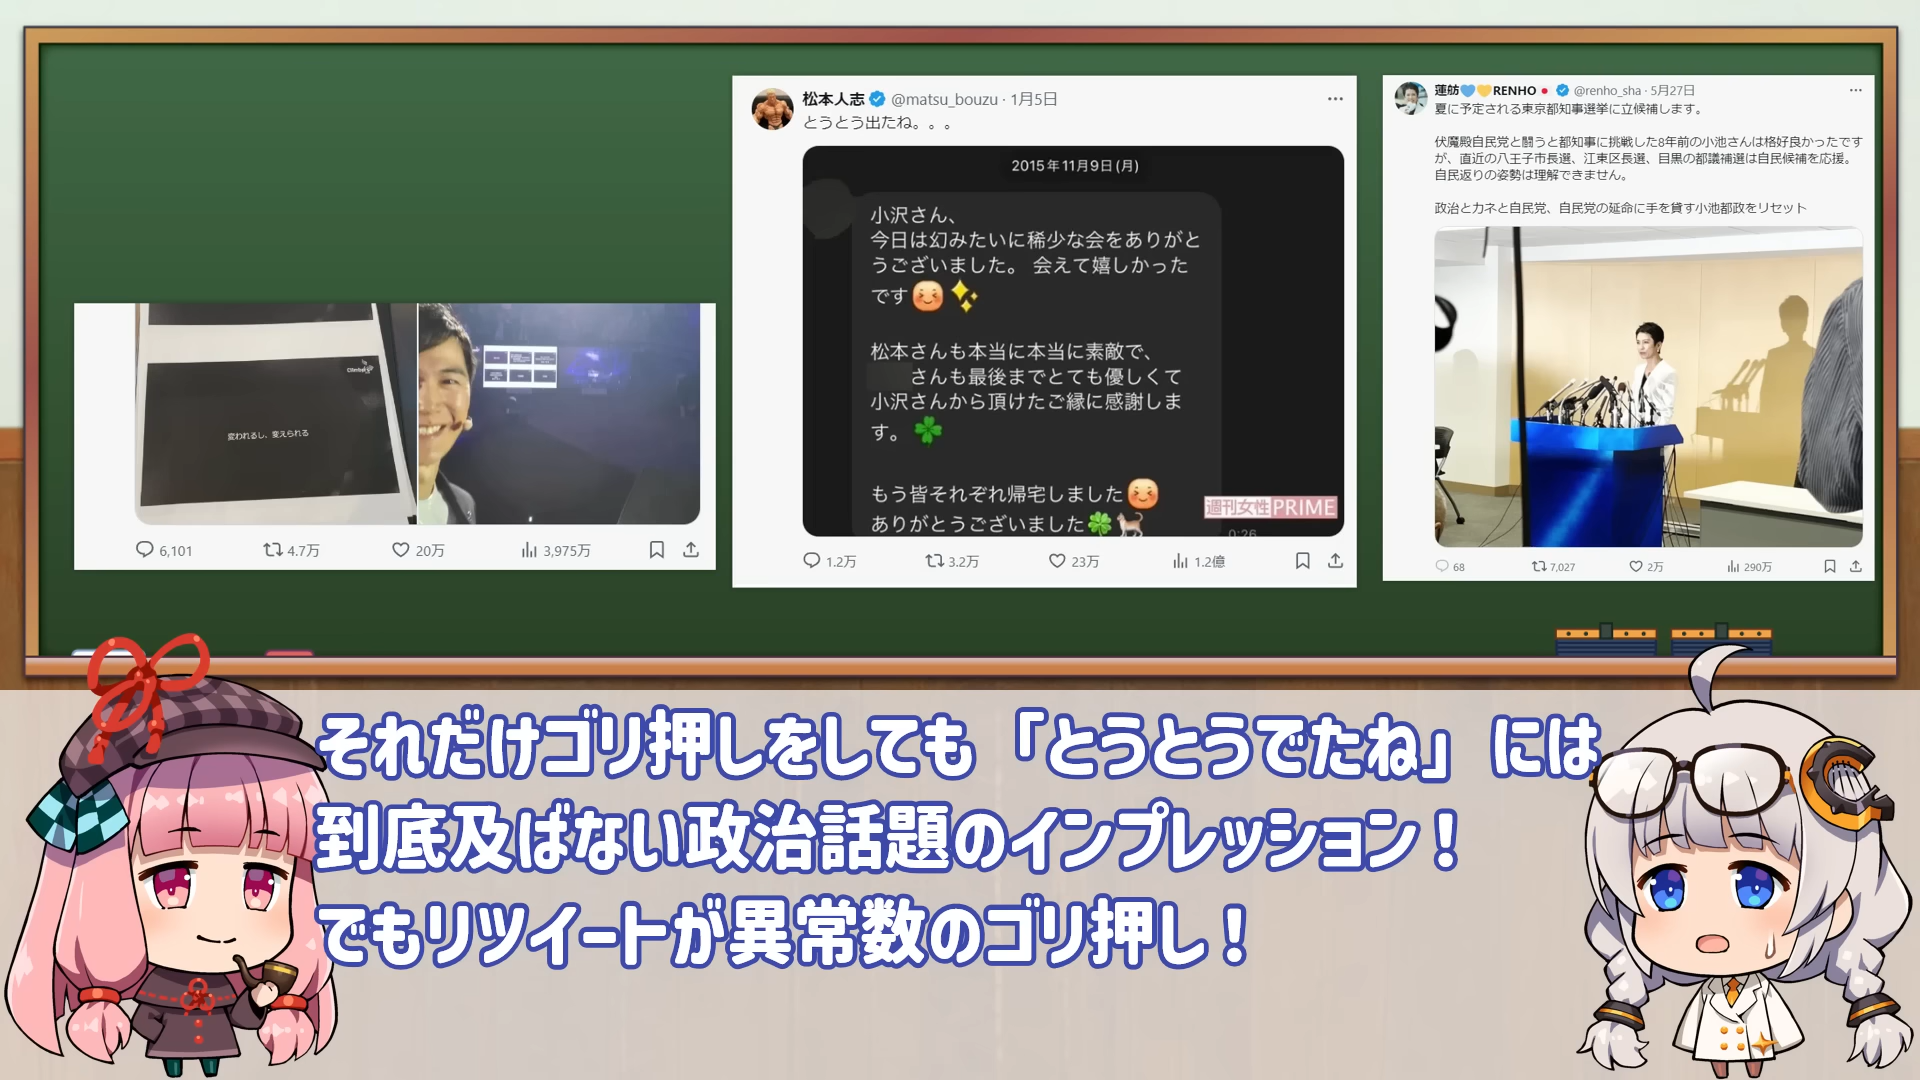 変われるし、変えられる
6,101 4.7万 20万 3,975万
松本人志 @matsu_bouzu · 1月5日
とうとう出たね。。。
2015年11月9日(月)
小沢さん、
今日は幻みたいに稀少な会をありがと
うございました。 会えて嬉しかった
です😊✨
松本さんも本当に本当に素敵で、
さんも最後までとても優しくて
小沢さんから頂けたご縁に感謝しま
す。🍀
もう皆それぞれ帰宅しました😊
ありがとうございました🍀🐈
週刊女性PRIME
0:26
1.2万 3.2万 23万 1.2億
蓮舫💙💛RENHO🇯🇵 @renho_sha · 5月27日
夏に予定される東京都知事選挙に立候補します。
伏魔殿自民党と闘うと都知事に挑戦した8年前の小池さんは格好良かったです
が、直近の八王子市長選、江東区長選、目黒の都議補選は自民候補を応援。
自民返りの姿勢は理解できません。
政治とカネと自民党、自民党の延命に手を貸す小池都政をリセット
68 7,027 2万 290万
それだけゴリ押しをしても「とうとうでたね」には
到底及ばない政治話題のインプレッション！
でもリツイートが異常数のゴリ押し！